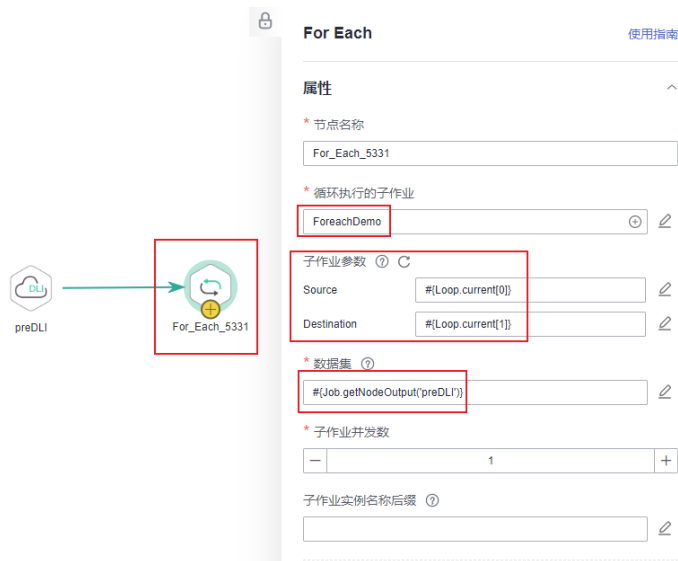 For Each
使用指南
属性
* 节点名称
For_Each_5331
* 循环执行的子作业
ForeachDemo
子作业参数
Source
#{Loop.current[0]}
Destination
#{Loop.current[1]}
* 数据集
#{Job.getNodeOutput('preDLI')}
* 子作业并发数
1
子作业实例名称后缀
DLI
preDLI
For_Each_5331